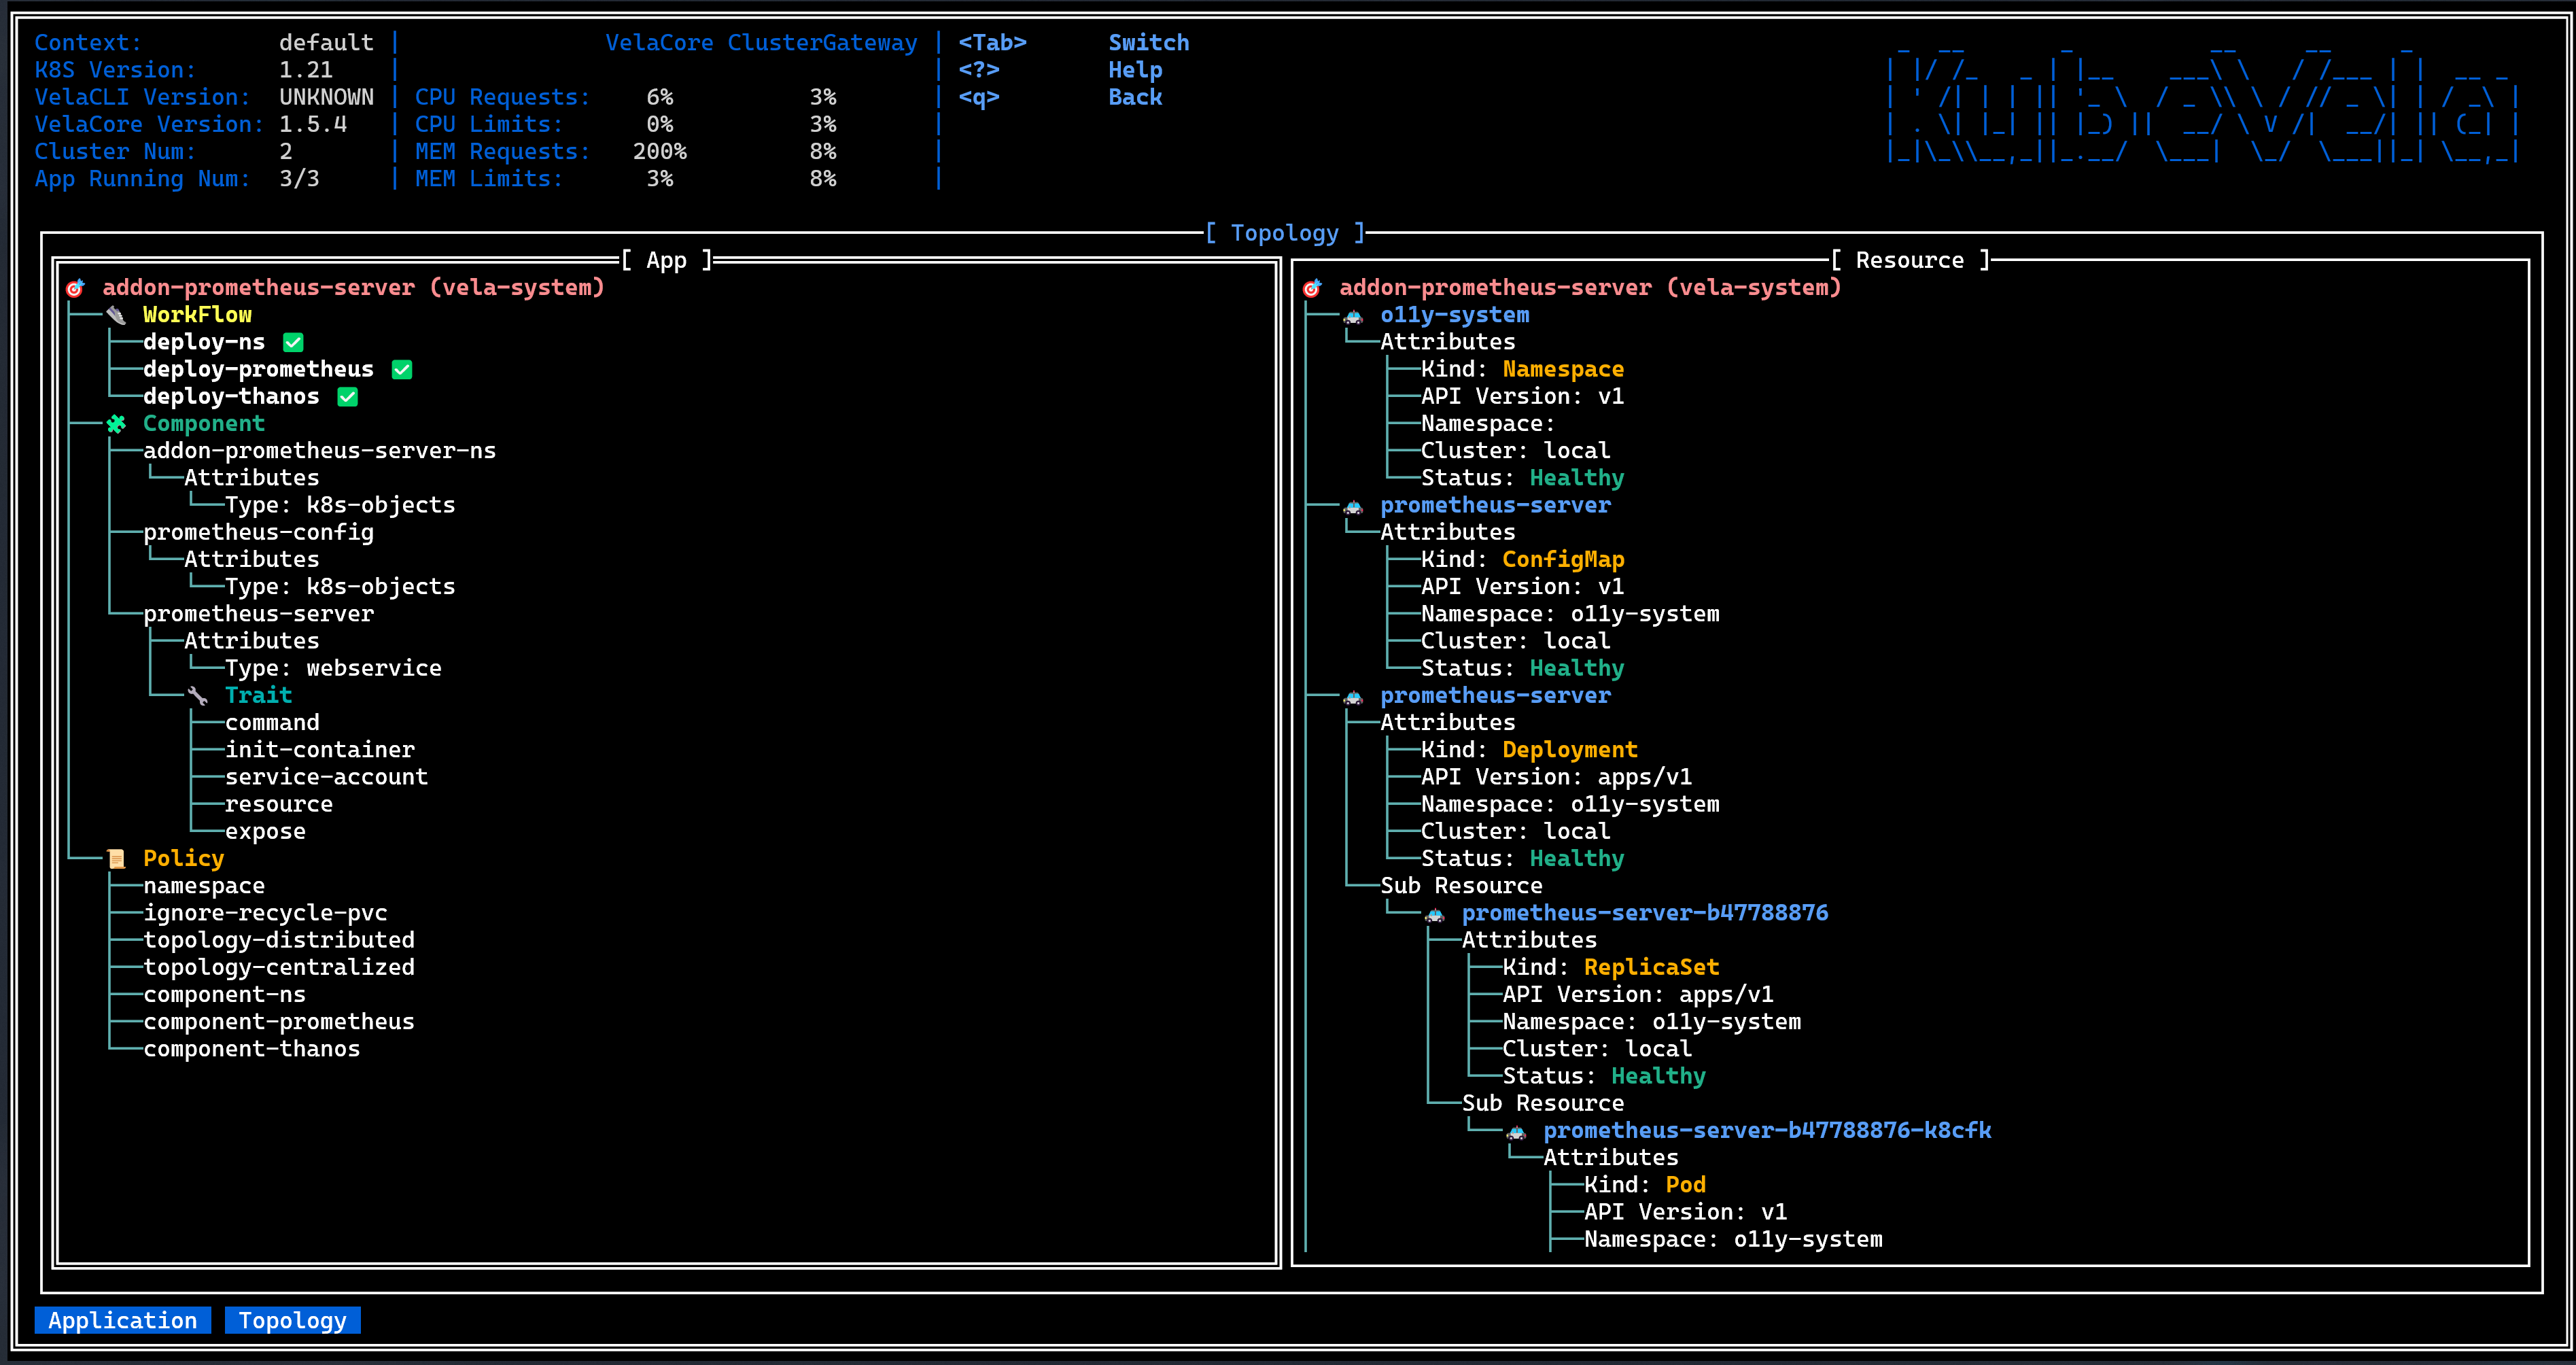 Context: default
K8S Version: 1.21
VelaCLI Version: UNKNOWN
VelaCore Version: 1.5.4
Cluster Num: 2
App Running Num: 3/3
VelaCore ClusterGateway
CPU Requests: 6% 3%
CPU Limits: 0% 3%
MEM Requests: 200% 8%
MEM Limits: 3% 8%
<Tab> Switch
<?> Help
<q> Back
KubeVela
[ Topology ]
[ App ]
addon-prometheus-server (vela-system)
WorkFlow
deploy-ns ✅
deploy-prometheus ✅
deploy-thanos ✅
Component
addon-prometheus-server-ns
Attributes
Type: k8s-objects
prometheus-config
Attributes
Type: k8s-objects
prometheus-server
Attributes
Type: webservice
Trait
command
init-container
service-account
resource
expose
Policy
namespace
ignore-recycle-pvc
topology-distributed
topology-centralized
component-ns
component-prometheus
component-thanos
[ Resource ]
addon-prometheus-server (vela-system)
o11y-system
Attributes
Kind: Namespace
API Version: v1
Namespace:
Cluster: local
Status: Healthy
prometheus-server
Attributes
Kind: ConfigMap
API Version: v1
Namespace: o11y-system
Cluster: local
Status: Healthy
prometheus-server
Attributes
Kind: Deployment
API Version: apps/v1
Namespace: o11y-system
Cluster: local
Status: Healthy
Sub Resource
prometheus-server-b47788876
Attributes
Kind: ReplicaSet
API Version: apps/v1
Namespace: o11y-system
Cluster: local
Status: Healthy
Sub Resource
prometheus-server-b47788876-k8cfk
Attributes
Kind: Pod
API Version: v1
Namespace: o11y-system
Application Topology